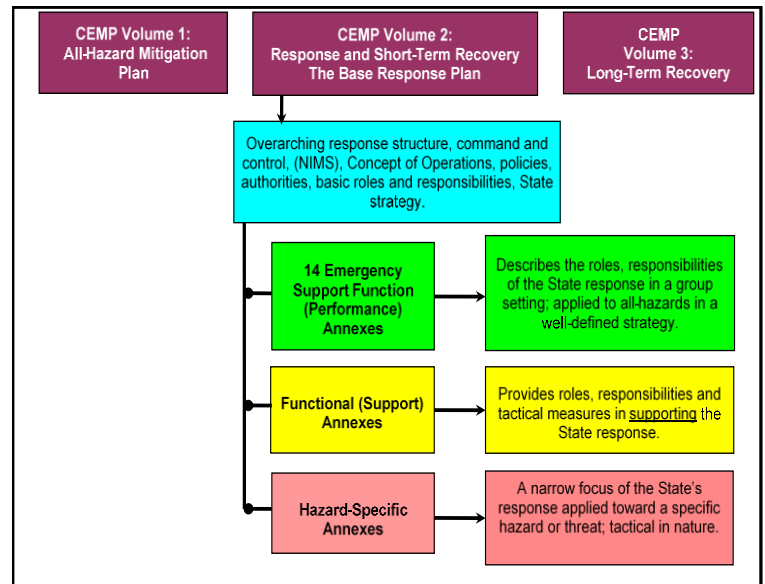 CEMP Volume 1:
All-Hazard Mitigation
Plan
CEMP Volume 2:
Response and Short-Term Recovery
The Base Response Plan
CEMP
Volume 3:
Long-Term Recovery
Overarching response structure, command and
control, (NIMS), Concept of Operations, policies,
authorities, basic roles and responsibilities, State
strategy.
14 Emergency
Support Function
(Performance)
Annexes
Describes the roles, responsibilities
of the State response in a group
setting; applied to all-hazards in a
well-defined strategy.
Functional (Support)
Annexes
Provides roles, responsibilities and
tactical measures in supporting the
State response.
Hazard-Specific
Annexes
A narrow focus of the State's
response applied toward a specific
hazard or threat; tactical in nature.